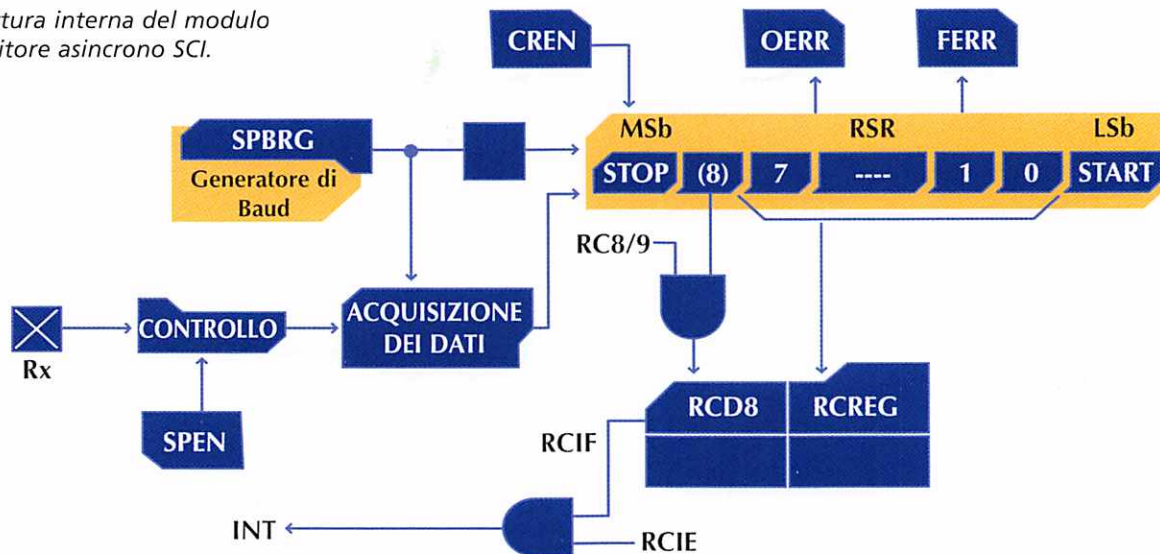 tura interna del modulo
itore asincrono SCI.
CREN
OERR
FERR
MSb
RSR
LSb
SPBRG
Generatore di
Baud
STOP
(8)
7
----
1
0
START
RC8/9
CONTROLLO
ACQUISIZIONE
DEI DATI
Rx
SPEN
RCD8
RCREG
RCIF
INT
RCIE